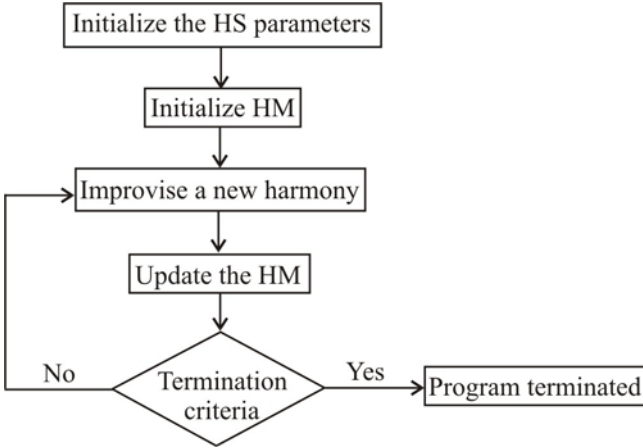 Initialize the HS parameters
Initialize HM
Improvise a new harmony
Update the HM
No
Yes
Termination
criteria
Program terminated